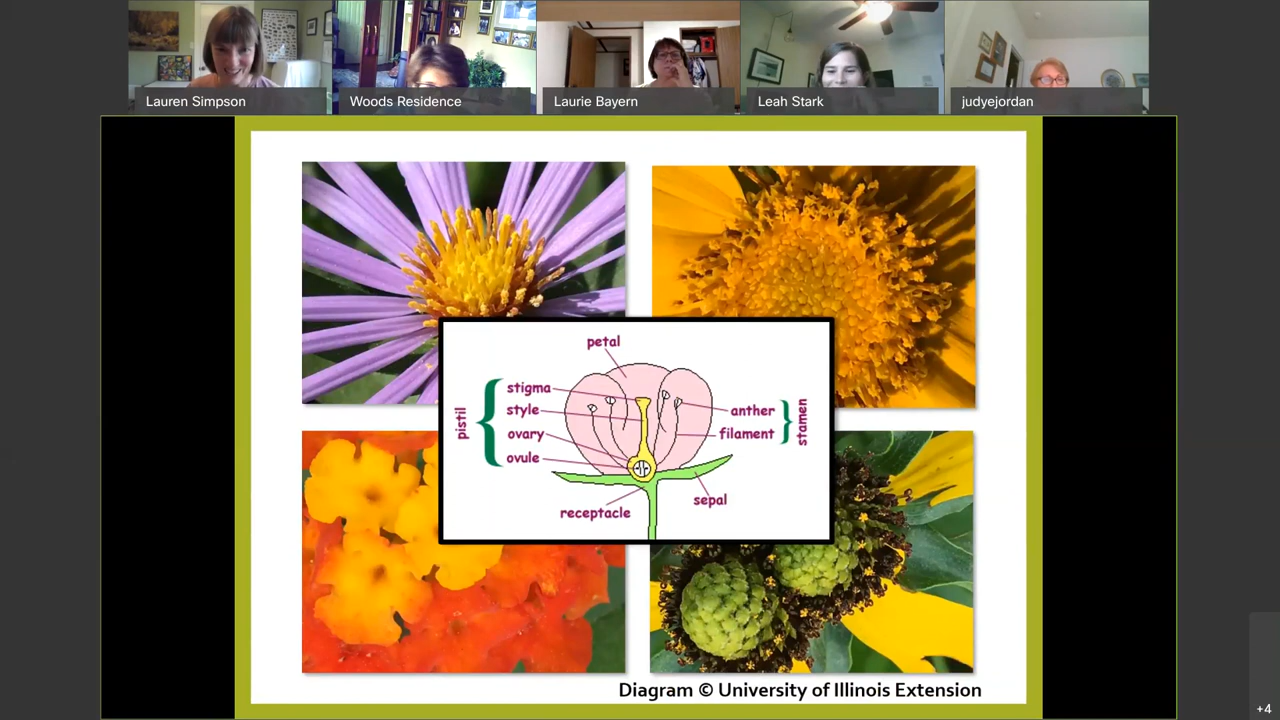 Lauren Simpson
Woods Residence
Laurie Bayern
Leah Stark
judyejordan
petal
stigma
style
ovary
ovule
pistil
anther
filament
stamen
sepal
receptacle
Diagram © University of Illinois Extension
+4